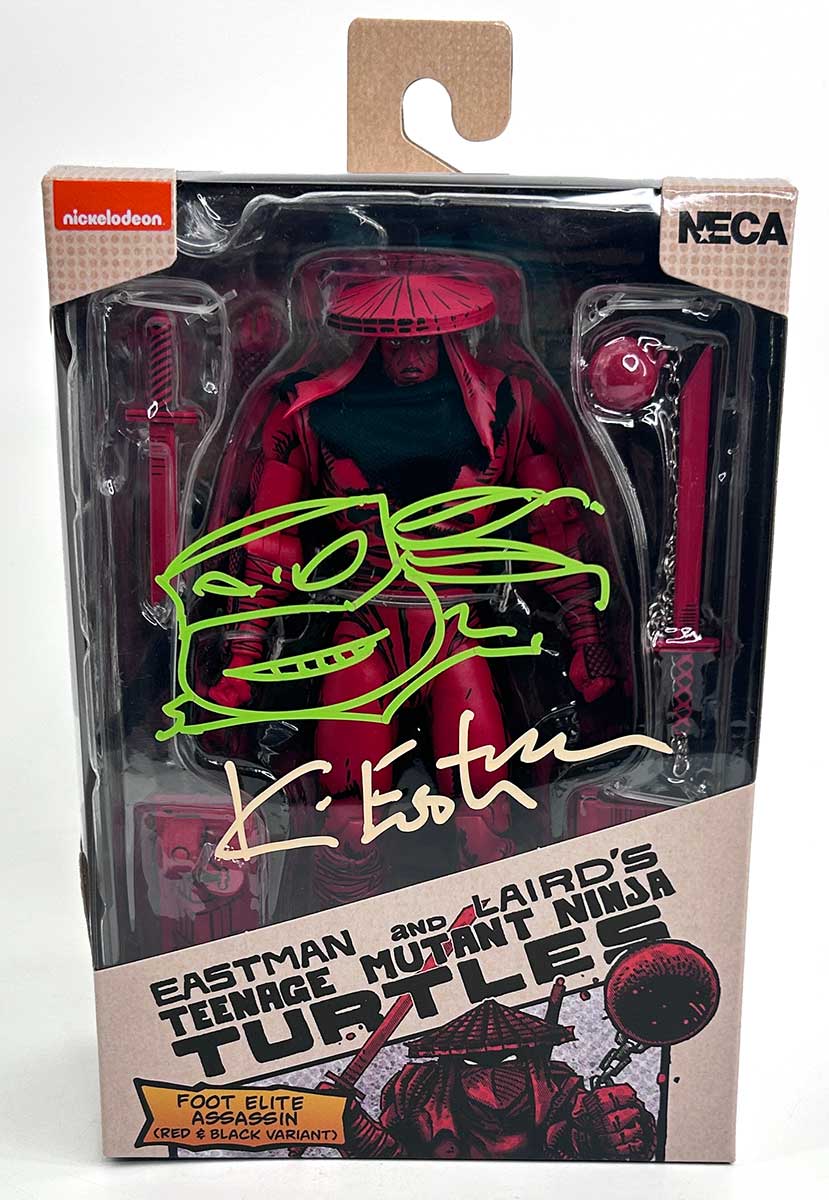 nickelodeon
NECA
K. Eastman
EASTMAN AND LAIRD'S
TEENAGE MUTANT NINJA
TURTLES
FOOT ELITE
ASSASSIN
(RED & BLACK VARIANT)